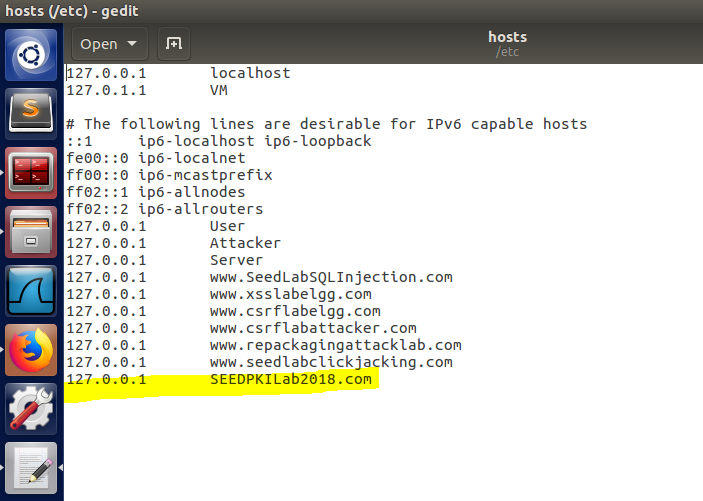 hosts (/etc) - gedit
Open
hosts
/etc
127.0.0.1 localhost
127.0.1.1 VM
# The following lines are desirable for IPv6 capable hosts
::1 ip6-localhost ip6-loopback
fe00::0 ip6-localnet
ff00::0 ip6-mcastprefix
ff02::1 ip6-allnodes
ff02::2 ip6-allrouters
127.0.0.1 User
127.0.0.1 Attacker
127.0.0.1 Server
127.0.0.1 www.SeedLabSQLInjection.com
127.0.0.1 www.xsslabelgg.com
127.0.0.1 www.csrflabelgg.com
127.0.0.1 www.csrflabattacker.com
127.0.0.1 www.repackagingattacklab.com
127.0.0.1 www.seedlabclickjacking.com
127.0.0.1 SEEDPKILab2018.com